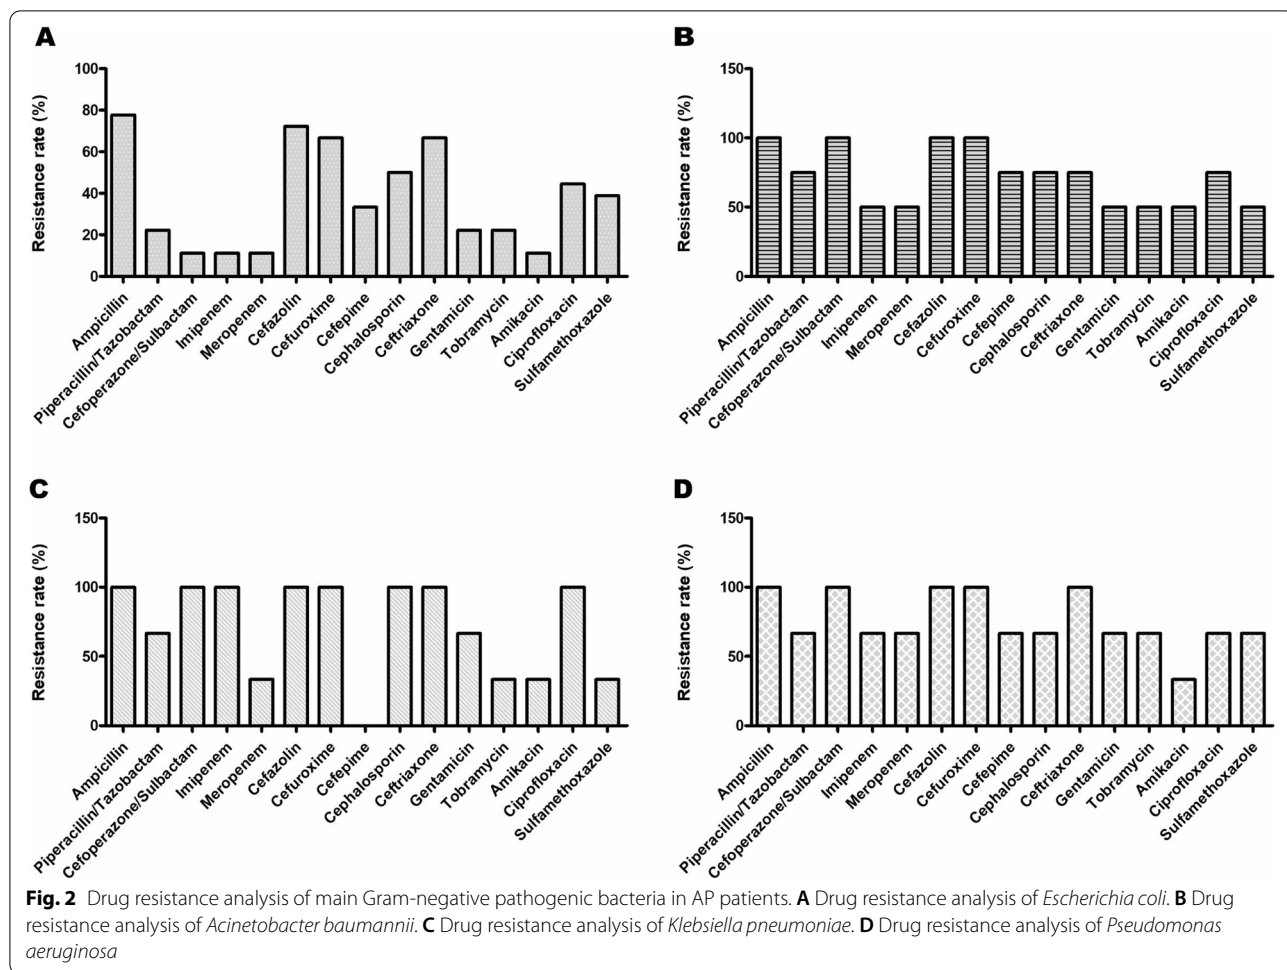 A
Resistance rate (%)
100
80
60
40
20
0
Ampicillin
Piperacillin/Tazobactam
Cefoperazone/Sulbactam
Imipenem
Meropenem
Cefazolin
Cefuroxime
Cefepime
Cephalosporin
Ceftriaxone
Gentamicin
Tobramycin
Amikacin
Ciprofloxacin
Sulfamethoxazole
B
Resistance rate (%)
150
100
50
0
Ampicillin
Piperacillin/Tazobactam
Cefoperazone/Sulbactam
Imipenem
Meropenem
Cefazolin
Cefuroxime
Cefepime
Cephalosporin
Ceftriaxone
Gentamicin
Tobramycin
Amikacin
Ciprofloxacin
Sulfamethoxazole
C
Resistance rate (%)
150
100
50
0
Ampicillin
Piperacillin/Tazobactam
Cefoperazone/Sulbactam
Imipenem
Meropenem
Cefazolin
Cefuroxime
Cefepime
Cephalosporin
Ceftriaxone
Gentamicin
Tobramycin
Amikacin
Ciprofloxacin
Sulfamethoxazole
D
Resistance rate (%)
150
100
50
0
Ampicillin
Piperacillin/Tazobactam
Cefoperazone/Sulbactam
Imipenem
Meropenem
Cefazolin
Cefuroxime
Cefepime
Cephalosporin
Ceftriaxone
Gentamicin
Tobramycin
Amikacin
Ciprofloxacin
Sulfamethoxazole
Fig. 2 Drug resistance analysis of main Gram-negative pathogenic bacteria in AP patients. A Drug resistance analysis of Escherichia coli. B Drug
resistance analysis of Acinetobacter baumannii. C Drug resistance analysis of Klebsiella pneumoniae. D Drug resistance analysis of Pseudomonas
aeruginosa